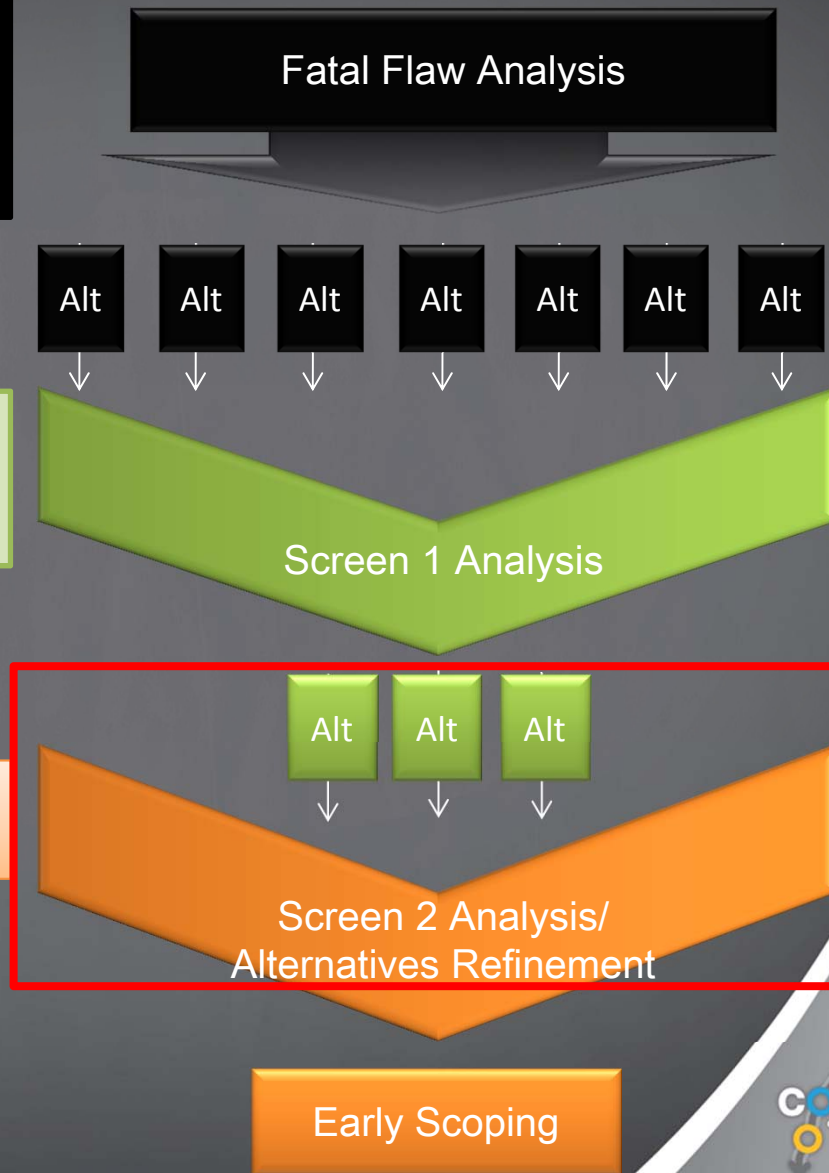 Fatal Flaw Analysis
Alt Alt Alt Alt Alt Alt Alt
Screen 1 Analysis
Alt Alt Alt
Screen 2 Analysis/
Alternatives Refinement
Early Scoping